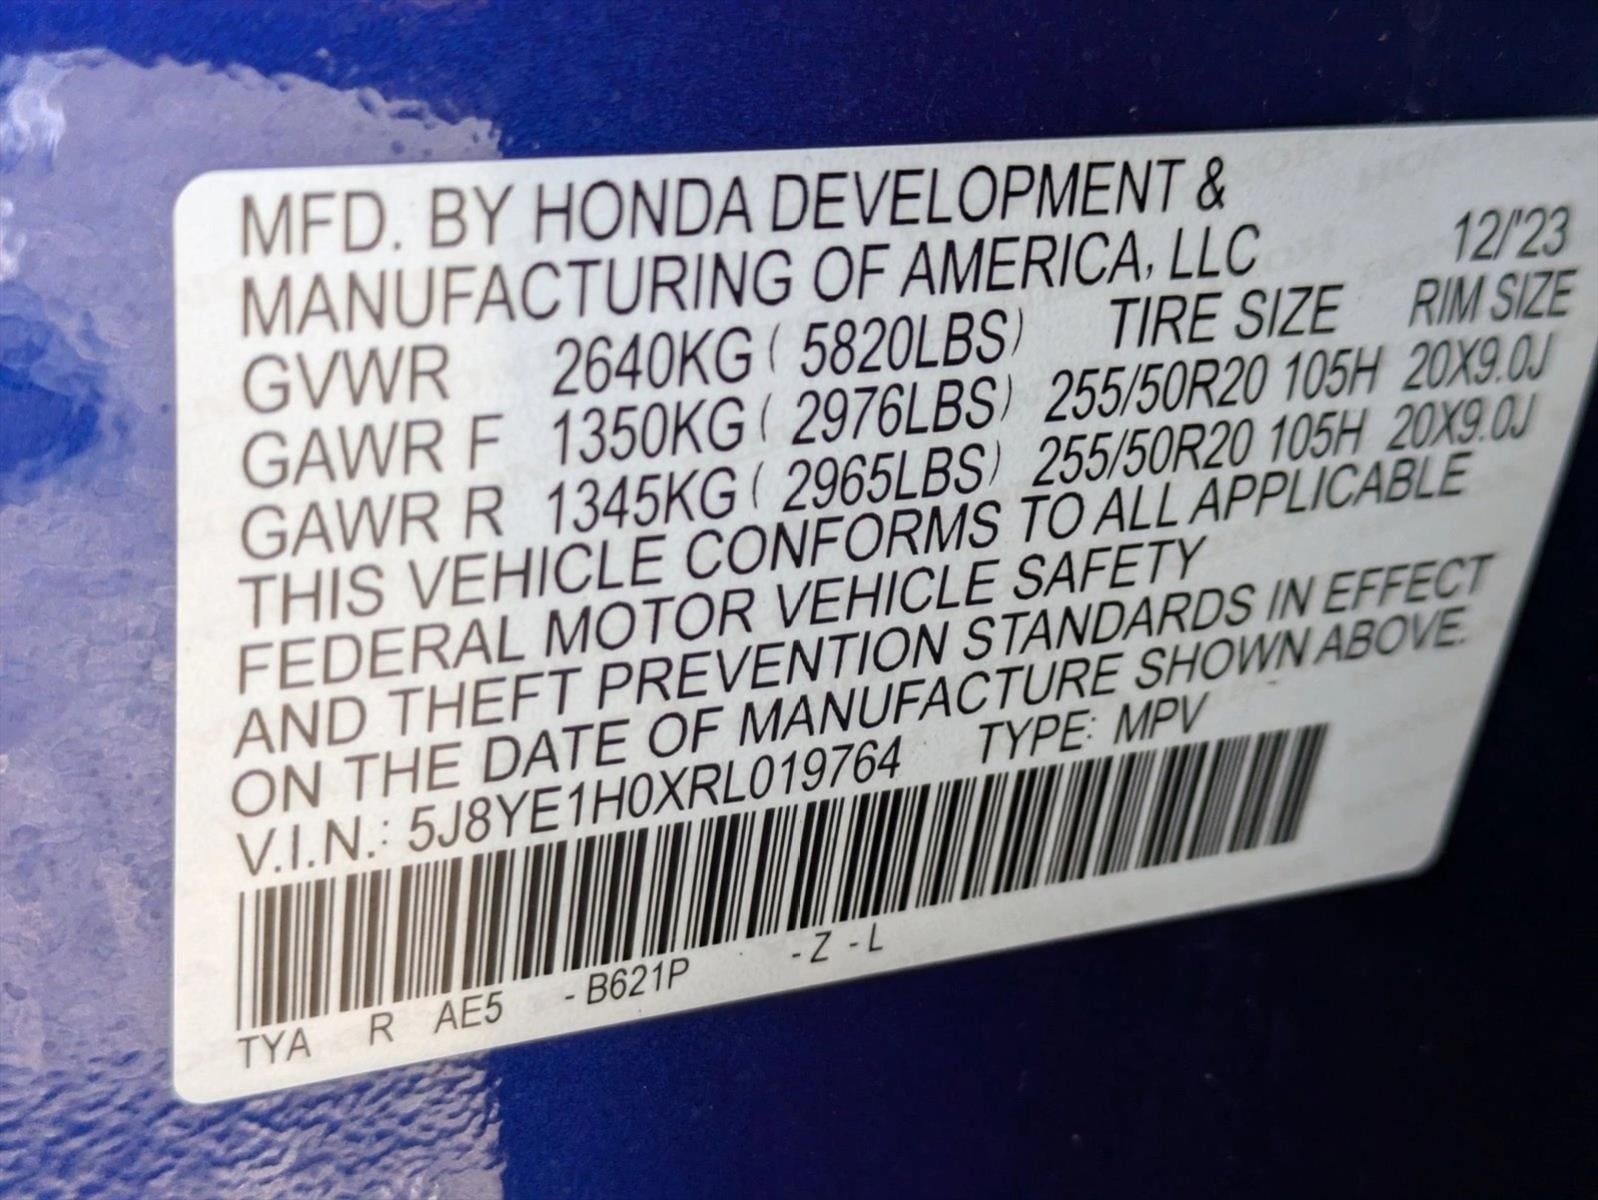 MFD. BY HONDA DEVELOPMENT &
MANUFACTURING OF AMERICA, LLC 12/'23
GVWR 2640KG ( 5820LBS) TIRE SIZE RIM SIZE
GAWR F 1350KG ( 2976LBS) 255/50R20 105H 20X9.0J
GAWR R 1345KG ( 2965LBS) 255/50R20 105H 20X9.0J
THIS VEHICLE CONFORMS TO ALL APPLICABLE
FEDERAL MOTOR VEHICLE SAFETY
AND THEFT PREVENTION STANDARDS IN EFFECT
ON THE DATE OF MANUFACTURE SHOWN ABOVE.
V.I.N.: 5J8YE1H0XRL019764 TYPE: MPV
TYA R AE5 - B621P - Z - L